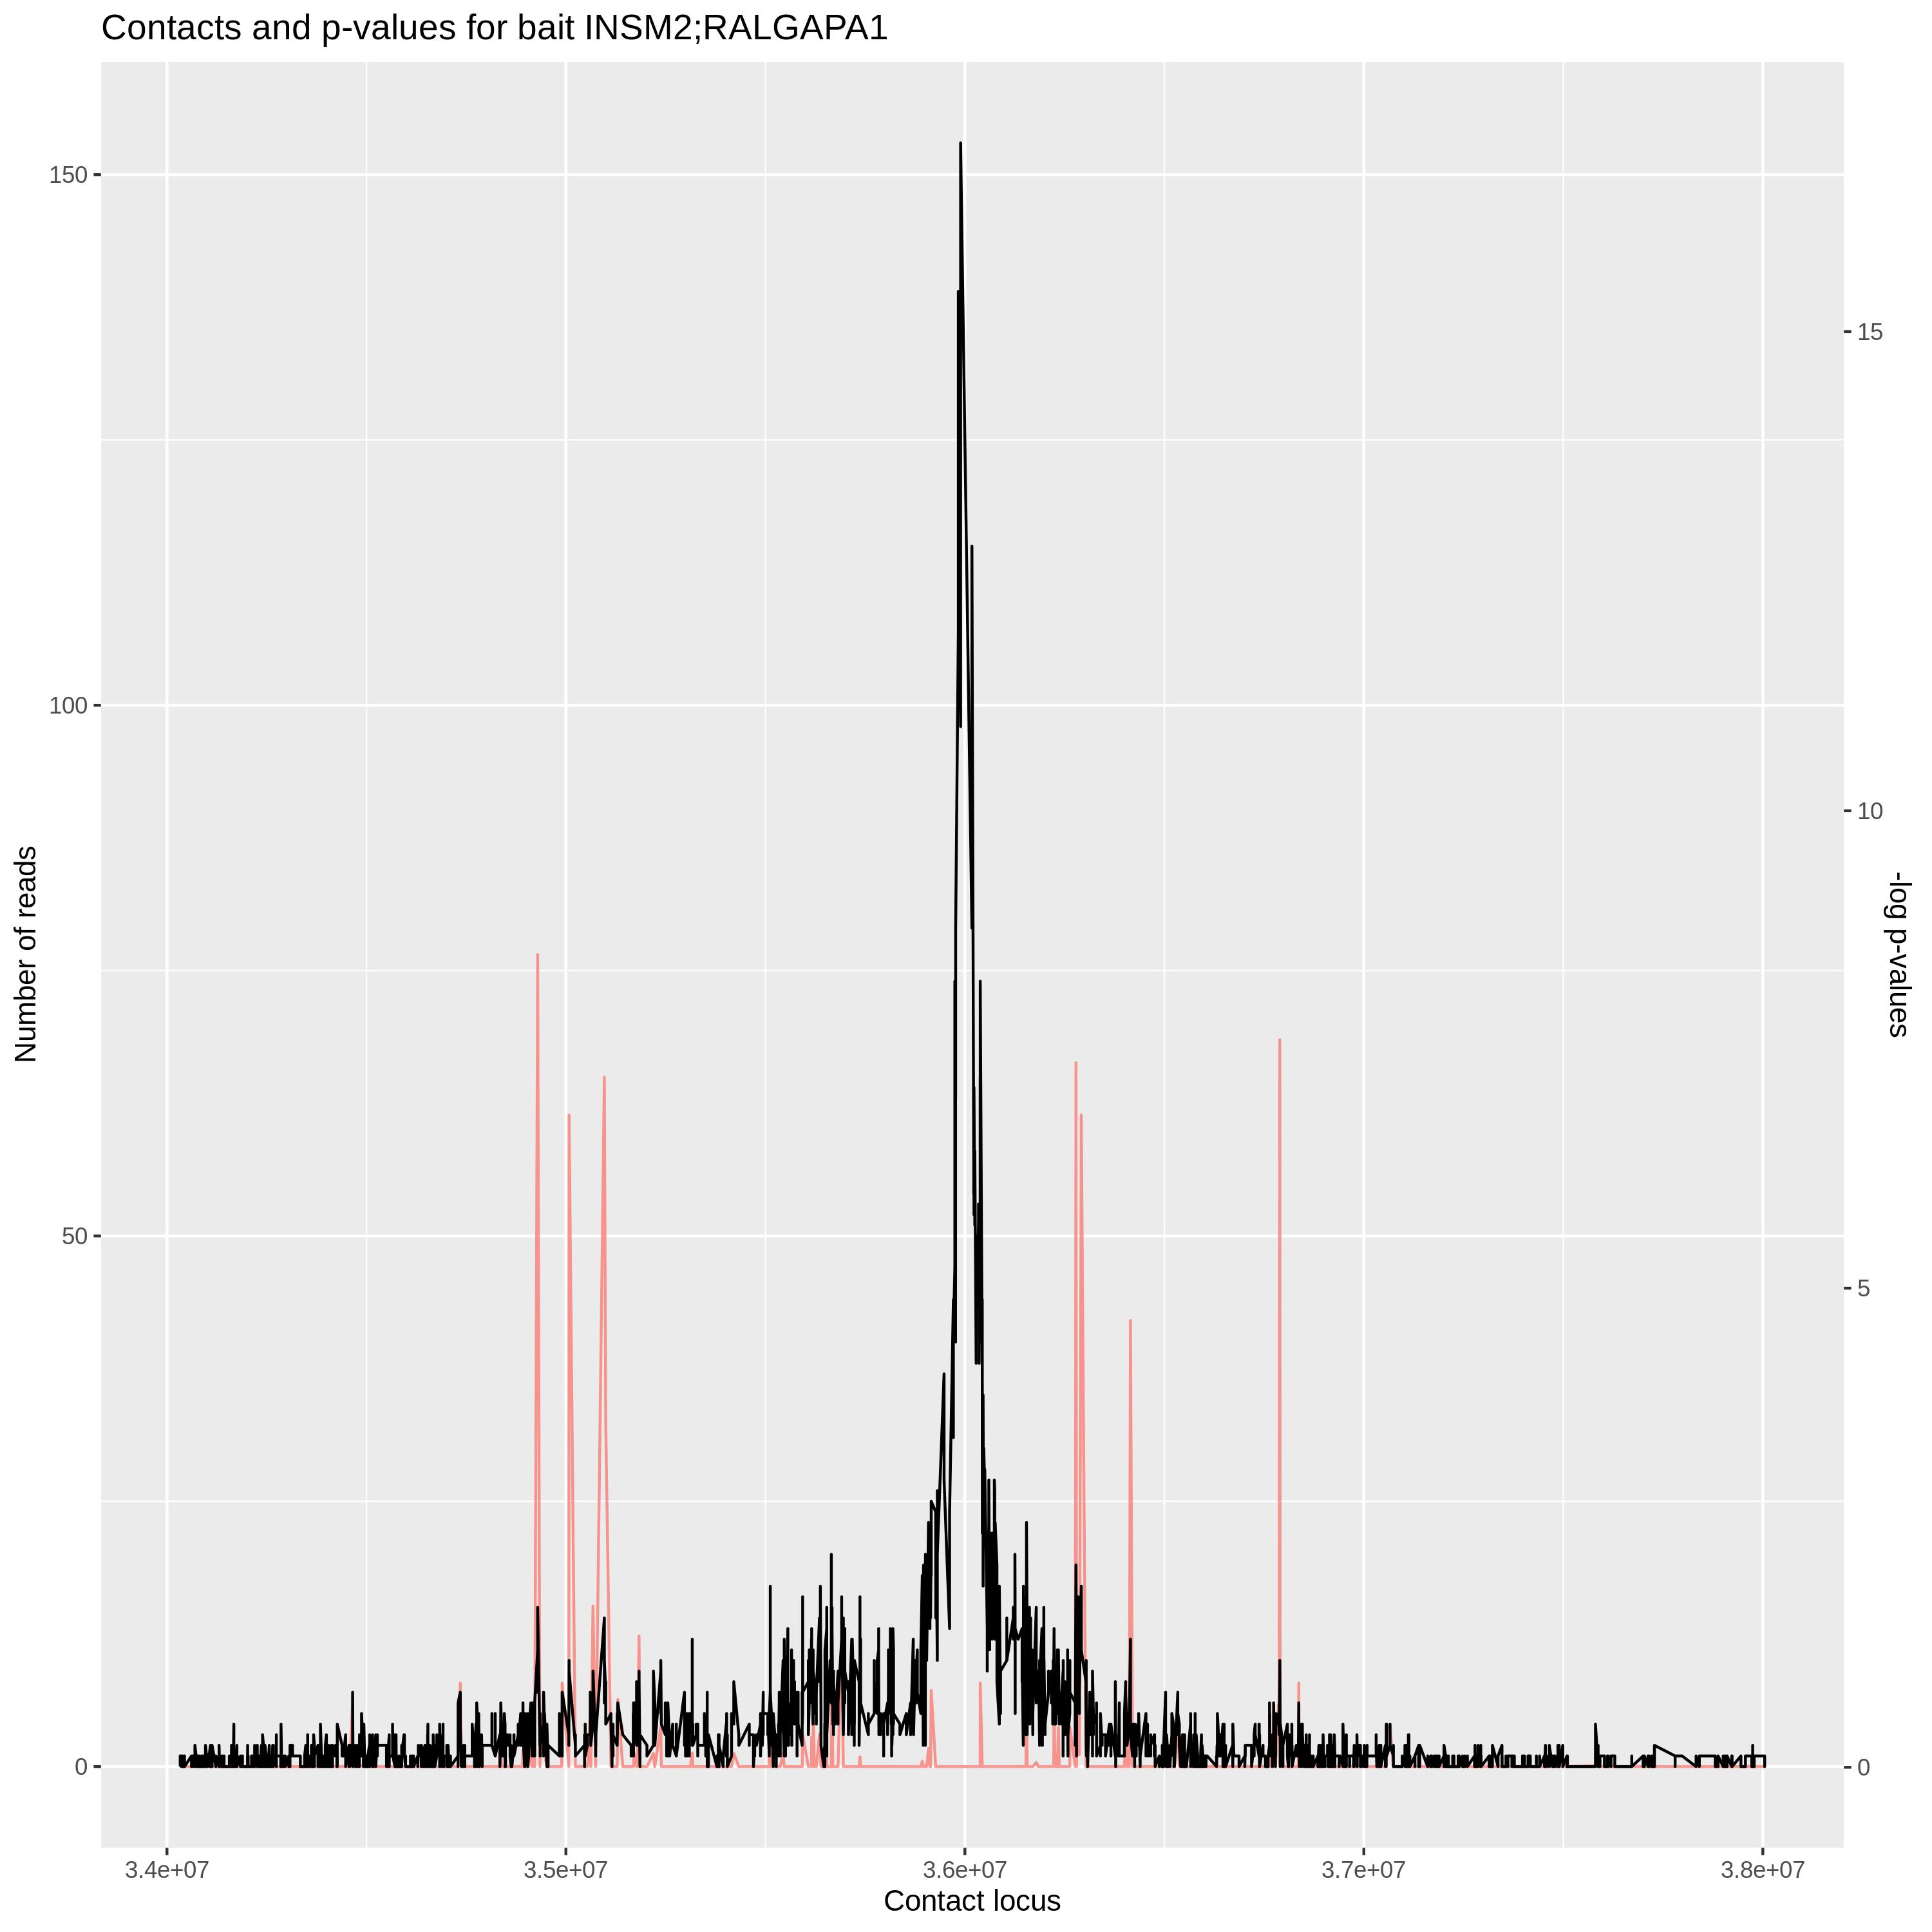 Contacts and p-values for bait INSM2;RALGAPA1
150
100
50
0
Number of reads
15
10
5
0
-log p-values
3.4e+07
3.5e+07
3.6e+07
3.7e+07
3.8e+07
Contact locus